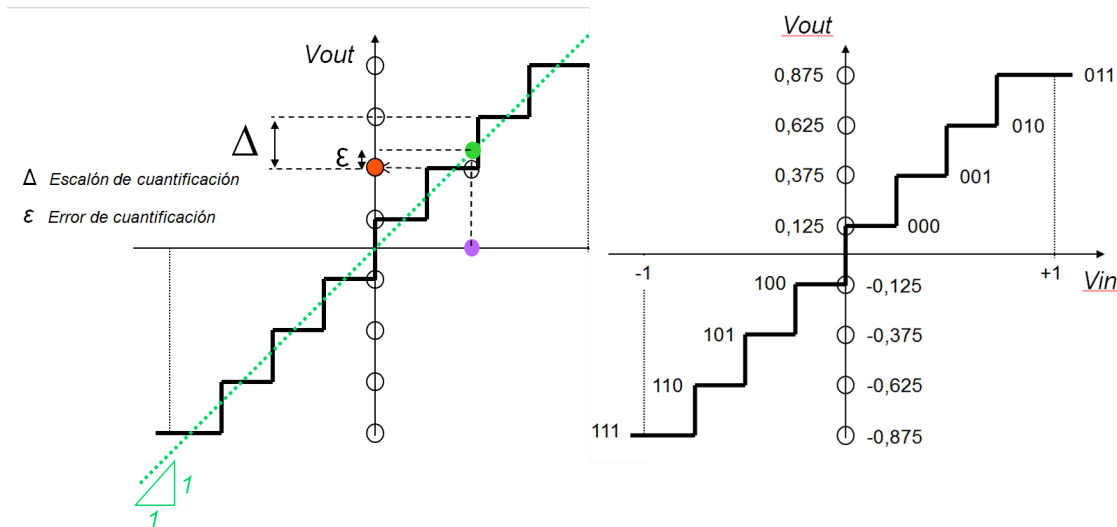 Vout
Δ
ε
Δ Escalón de cuantificación
ε Error de cuantificación
1
1
Vout
0,875
011
0,625
010
0,375
001
0,125
000
-1
+1
Vin
100
-0,125
101
-0,375
110
-0,625
111
-0,875